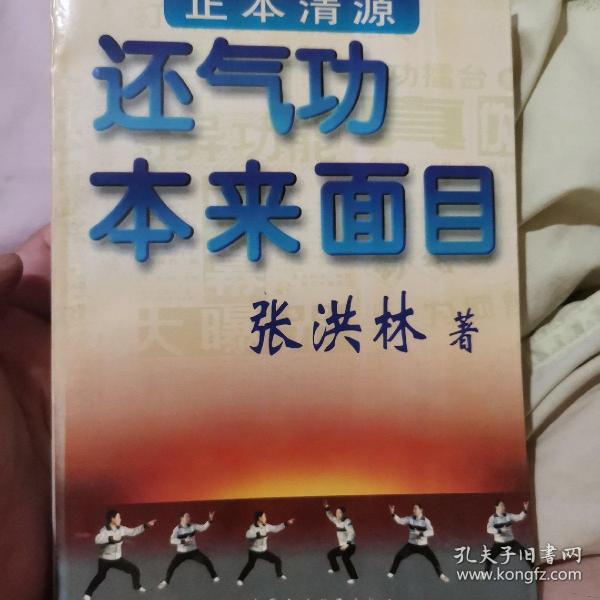 正本清源
还气功
本来面目
张洪林 著
孔夫子旧书网
www.kongfz.com